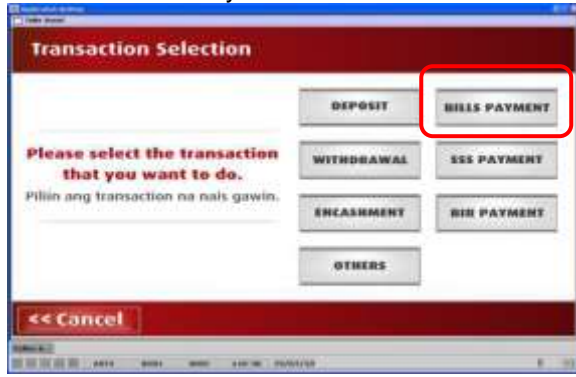 Transaction Selection
DEPOSIT
BILLS PAYMENT
Please select the transaction
that you want to do.
Piliin ang transaction na nais gawin.
WITHDRAWAL
SSS PAYMENT
ENCASHMENT
BIR PAYMENT
OTHERS
<< Cancel